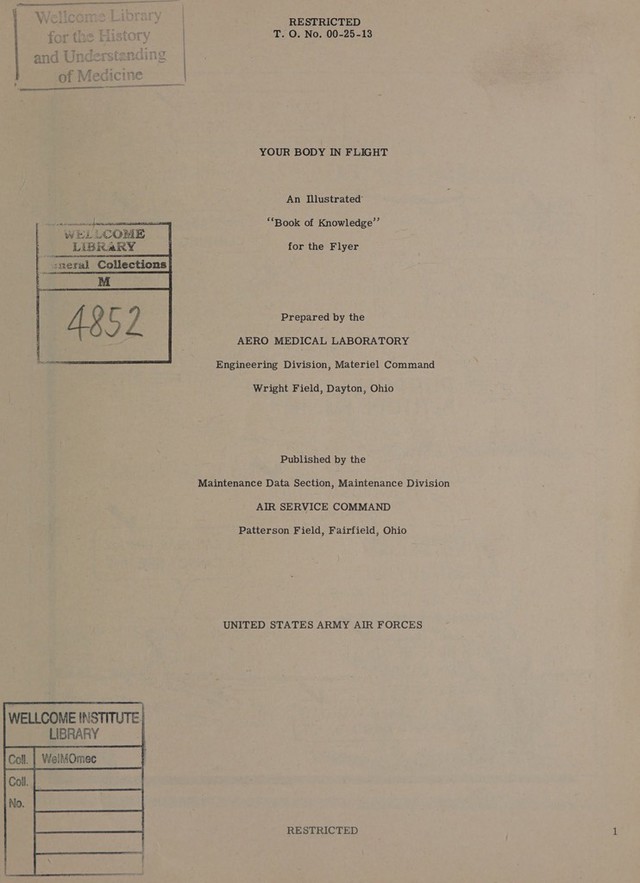 Wellcome Library
for the History
and Understanding
of Medicine
RESTRICTED
T. O. No. 00-25-13
YOUR BODY IN FLIGHT
An Illustrated
“Book of Knowledge”
for the Flyer
WELLCOME
LIBRARY
neral Collections
M
4852
Prepared by the
AERO MEDICAL LABORATORY
Engineering Division, Materiel Command
Wright Field, Dayton, Ohio
Published by the
Maintenance Data Section, Maintenance Division
AIR SERVICE COMMAND
Patterson Field, Fairfield, Ohio
UNITED STATES ARMY AIR FORCES
WELLCOME INSTITUTE
LIBRARY
Coll. WelMOmec
Coll.
No.
RESTRICTED 1